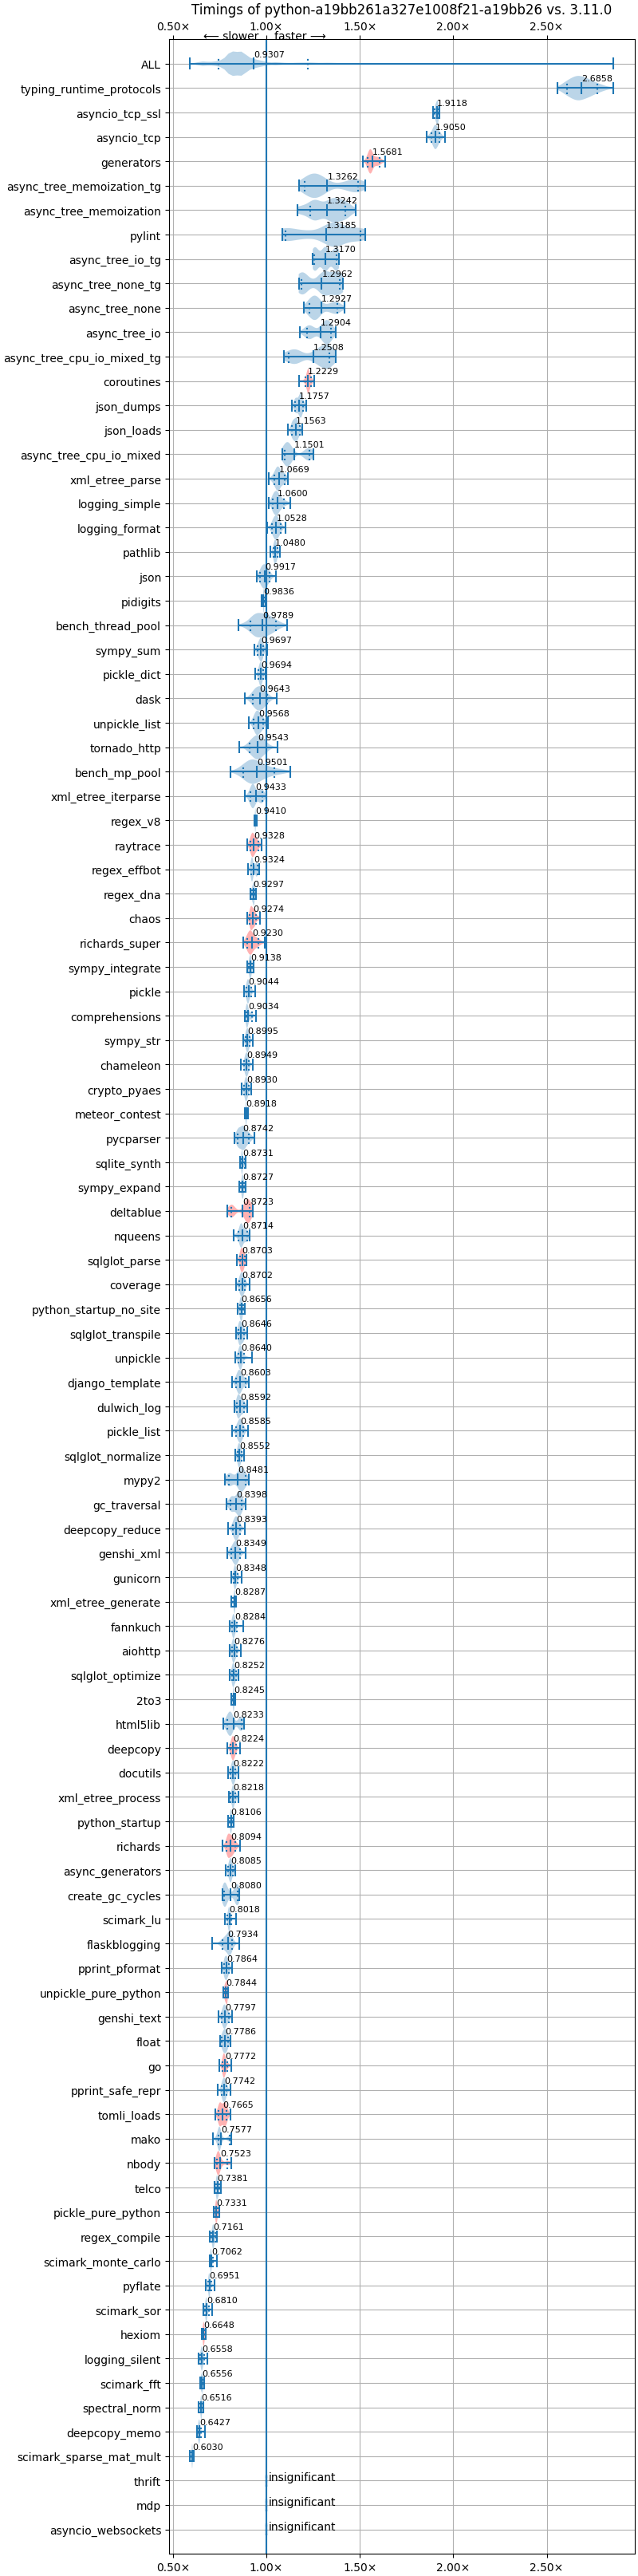 Timings of python-a19bb261a327e1008f21-a19bb26 vs. 3.11.0
0.50× 1.00× 1.50× 2.00× 2.50×
← slower faster →
ALL 0.9307
typing_runtime_protocols 2.6858
asyncio_tcp_ssl 1.9118
asyncio_tcp 1.9050
generators 1.5681
async_tree_memoization_tg 1.3262
async_tree_memoization 1.3242
pylint 1.3185
async_tree_io_tg 1.3170
async_tree_none_tg 1.2962
async_tree_none 1.2927
async_tree_io 1.2904
async_tree_cpu_io_mixed_tg 1.2508
coroutines 1.2229
json_dumps 1.1757
json_loads 1.1563
async_tree_cpu_io_mixed 1.1501
xml_etree_parse 1.0669
logging_simple 1.0600
logging_format 1.0528
pathlib 1.0480
json 0.9917
pidigits 0.9836
bench_thread_pool 0.9789
sympy_sum 0.9697
pickle_dict 0.9694
dask 0.9643
unpickle_list 0.9568
tornado_http 0.9543
bench_mp_pool 0.9501
xml_etree_iterparse 0.9433
regex_v8 0.9410
raytrace 0.9328
regex_effbot 0.9324
regex_dna 0.9297
chaos 0.9274
richards_super 0.9230
sympy_integrate 0.9138
pickle 0.9044
comprehensions 0.9034
sympy_str 0.8995
chameleon 0.8949
crypto_pyaes 0.8930
meteor_contest 0.8918
pycparser 0.8742
sqlite_synth 0.8731
sympy_expand 0.8727
deltablue 0.8723
nqueens 0.8714
sqlglot_parse 0.8703
coverage 0.8702
python_startup_no_site 0.8656
sqlglot_transpile 0.8646
unpickle 0.8640
django_template 0.8603
dulwich_log 0.8592
pickle_list 0.8585
sqlglot_normalize 0.8552
mypy2 0.8481
gc_traversal 0.8398
deepcopy_reduce 0.8393
genshi_xml 0.8349
gunicorn 0.8348
xml_etree_generate 0.8287
fannkuch 0.8284
aiohttp 0.8276
sqlglot_optimize 0.8252
2to3 0.8245
html5lib 0.8233
deepcopy 0.8224
docutils 0.8222
xml_etree_process 0.8218
python_startup 0.8106
richards 0.8094
async_generators 0.8085
create_gc_cycles 0.8080
scimark_lu 0.8018
flaskblogging 0.7934
pprint_pformat 0.7864
unpickle_pure_python 0.7844
genshi_text 0.7797
float 0.7786
go 0.7772
pprint_safe_repr 0.7742
tomli_loads 0.7665
mako 0.7577
nbody 0.7523
telco 0.7381
pickle_pure_python 0.7331
regex_compile 0.7161
scimark_monte_carlo 0.7062
pyflate 0.6951
scimark_sor 0.6810
hexiom 0.6648
logging_silent 0.6558
scimark_fft 0.6556
spectral_norm 0.6516
deepcopy_memo 0.6427
scimark_sparse_mat_mult 0.6030
thrift insignificant
mdp insignificant
asyncio_websockets insignificant
0.50× 1.00× 1.50× 2.00× 2.50×